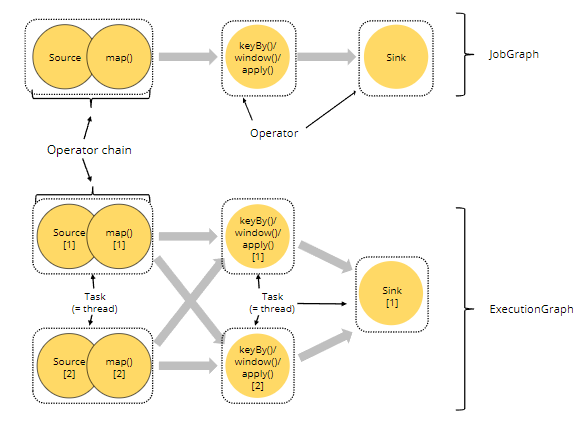 Source
map()
keyBy()/
window()/
apply()
Sink
JobGraph
Operator
Operator chain
Source
[1]
map()
[1]
keyBy()/
window()/
apply()
[1]
Sink
[1]
Task
(= thread)
Task
(= thread)
ExecutionGraph
Source
[2]
map()
[2]
keyBy()/
window()/
apply()
[2]